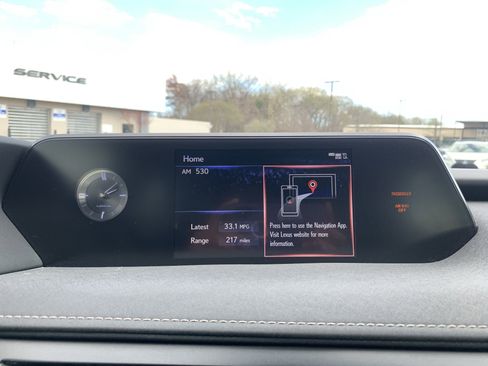 SERVICE
Home
AM 530
Latest 33.1 MPG
Range 217 miles
Press here to use the Navigation App.
Visit Lexus website for more
information.
PASSENGER
AIR BAG
OFF